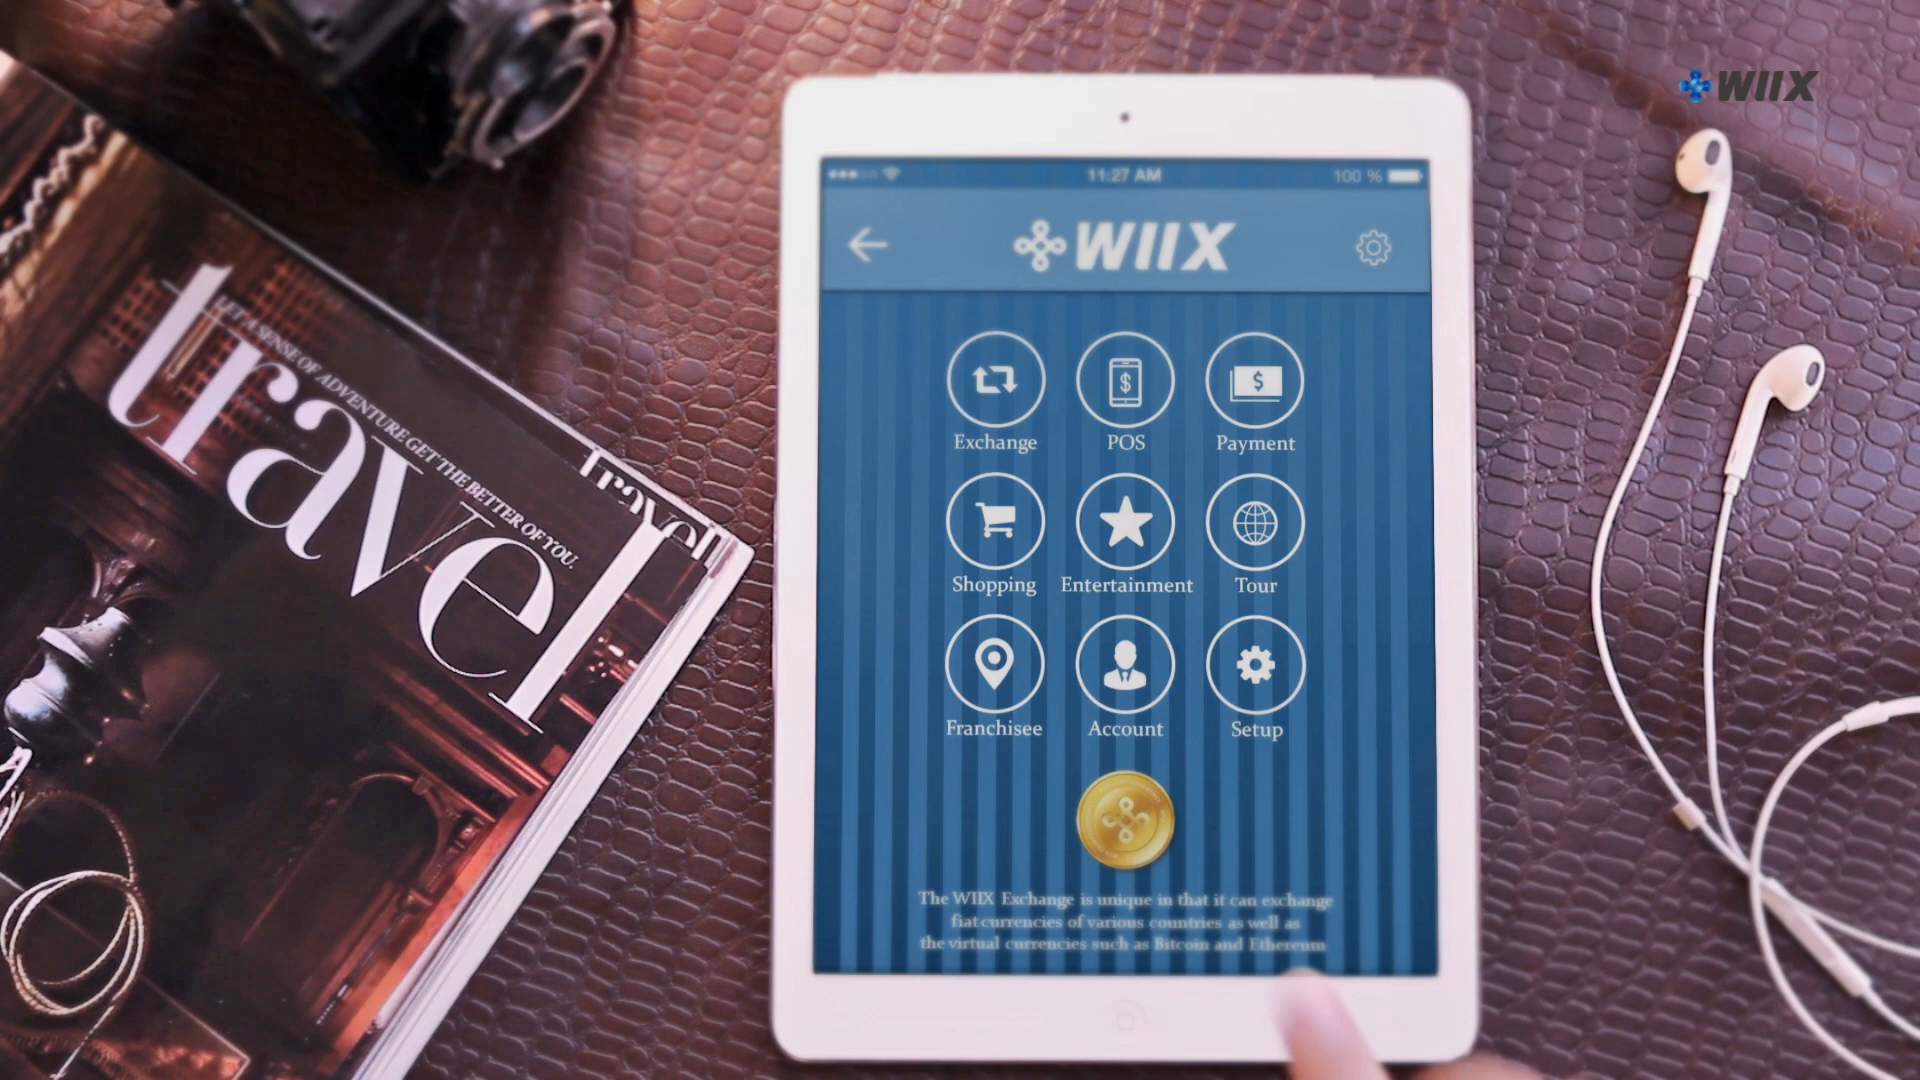 WIIX
11:27 AM
100 %
WIIX
Exchange
POS
Payment
Shopping
Entertainment
Tour
Franchisee
Account
Setup
The WIIX Exchange is unique in that it can exchange
fiat currencies of various countries as well as
the virtual currencies such as Bitcoin and Ethereum
LET A SENSE OF ADVENTURE GET THE BETTER OF YOU.
travel
travel